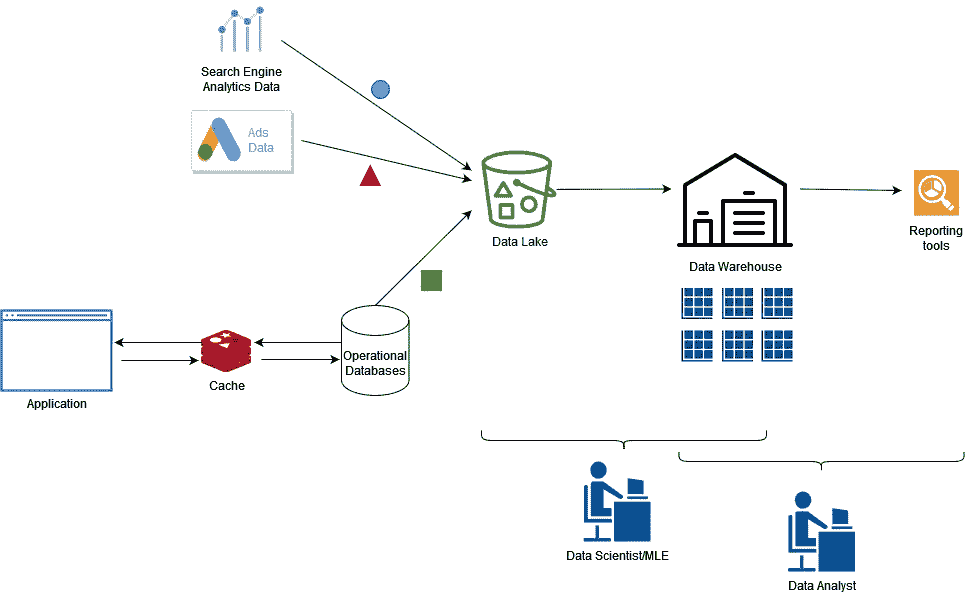 Search Engine
Analytics Data
Ads
Data
Data Lake
Data Warehouse
Reporting
tools
Operational
Databases
Cache
Application
Data Scientist/MLE
Data Analyst